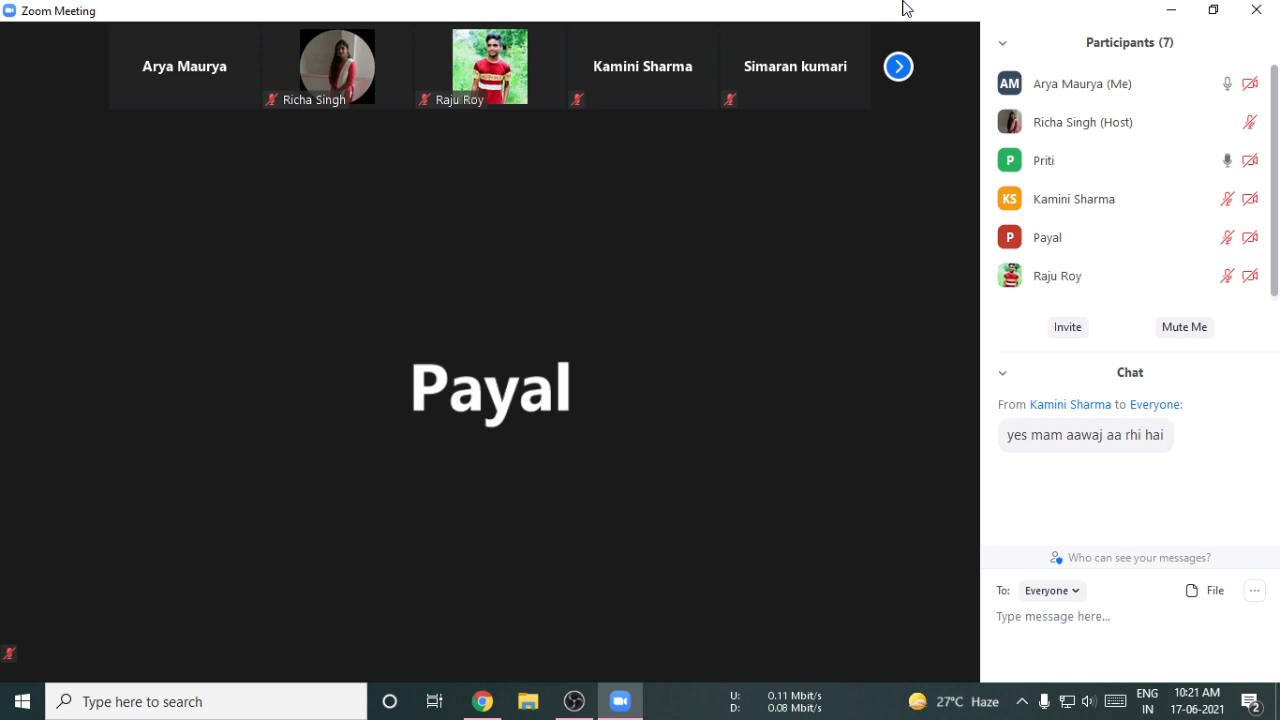 Zoom Meeting
Arya Maurya
Richa Singh
Raju Roy
Kamini Sharma
Simaran kumari
Payal
Participants (7)
AM Arya Maurya (Me)
Richa Singh (Host)
P Priti
KS Kamini Sharma
P Payal
Raju Roy
Invite Mute Me
Chat
From Kamini Sharma to Everyone:
yes mam aawaj aa rhi hai
Who can see your messages?
To: Everyone File
Type message here...
Type here to search
U: 0.11 Mbit/s
D: 0.08 Mbit/s
27°C Haze
ENG
IN
10:21 AM
17-06-2021
2